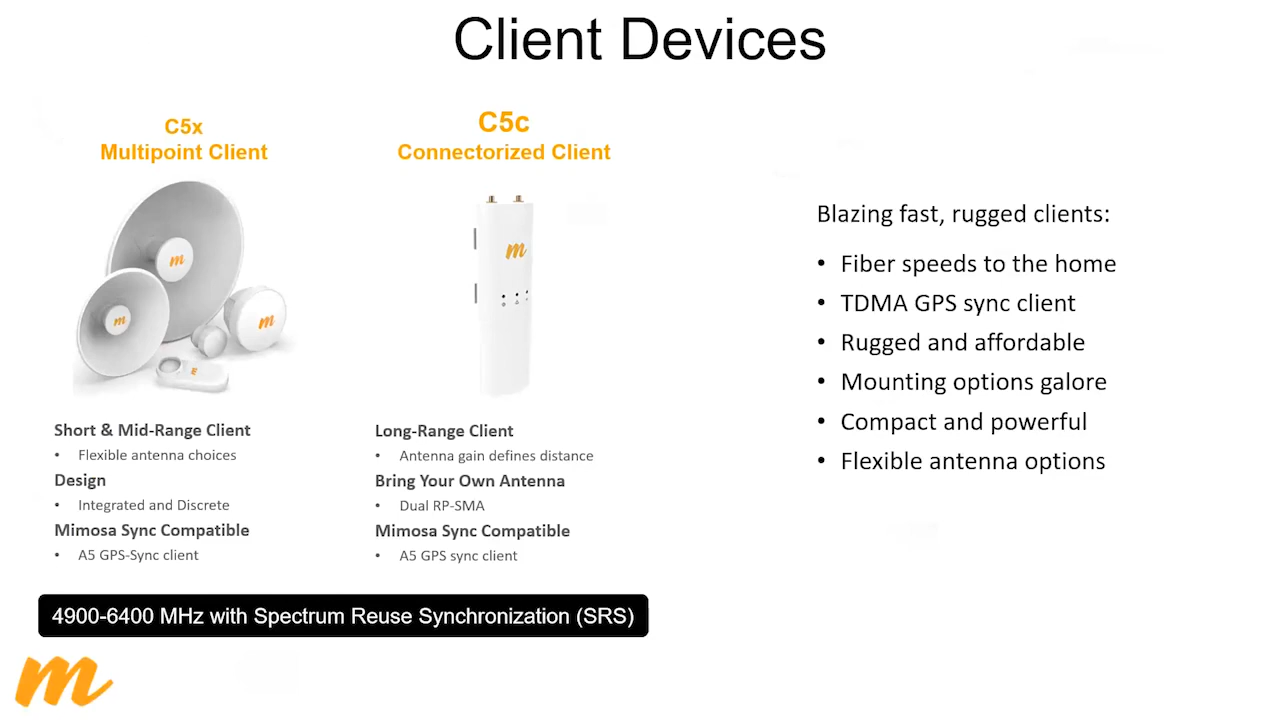 Client Devices
C5x
Multipoint Client
C5c
Connectorized Client
Short & Mid-Range Client
• Flexible antenna choices
Design
• Integrated and Discrete
Mimosa Sync Compatible
• A5 GPS-Sync client
Long-Range Client
• Antenna gain defines distance
Bring Your Own Antenna
• Dual RP-SMA
Mimosa Sync Compatible
• A5 GPS sync client
4900-6400 MHz with Spectrum Reuse Synchronization (SRS)
Blazing fast, rugged clients:
• Fiber speeds to the home
• TDMA GPS sync client
• Rugged and affordable
• Mounting options galore
• Compact and powerful
• Flexible antenna options
m